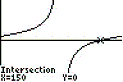 Intersection
X=150 Y=0